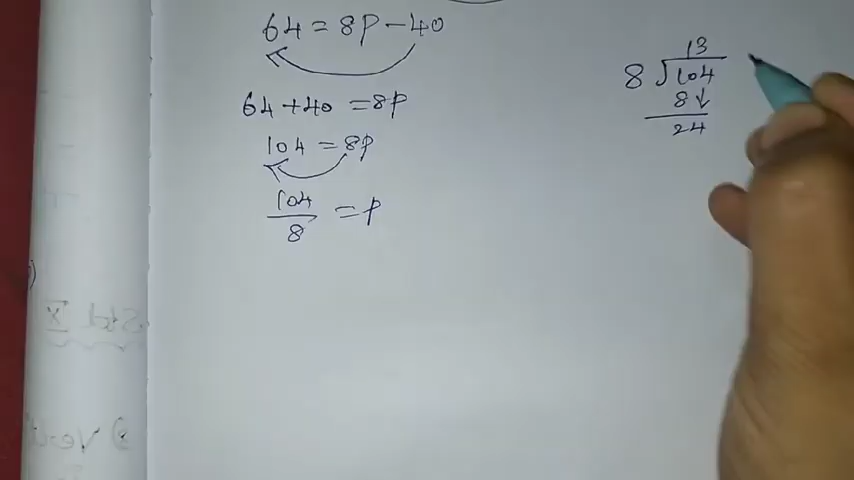 64 = 8p - 40
64 + 40 = 8p
104 = 8p
104
8
= p
13
8 104
8↓
24